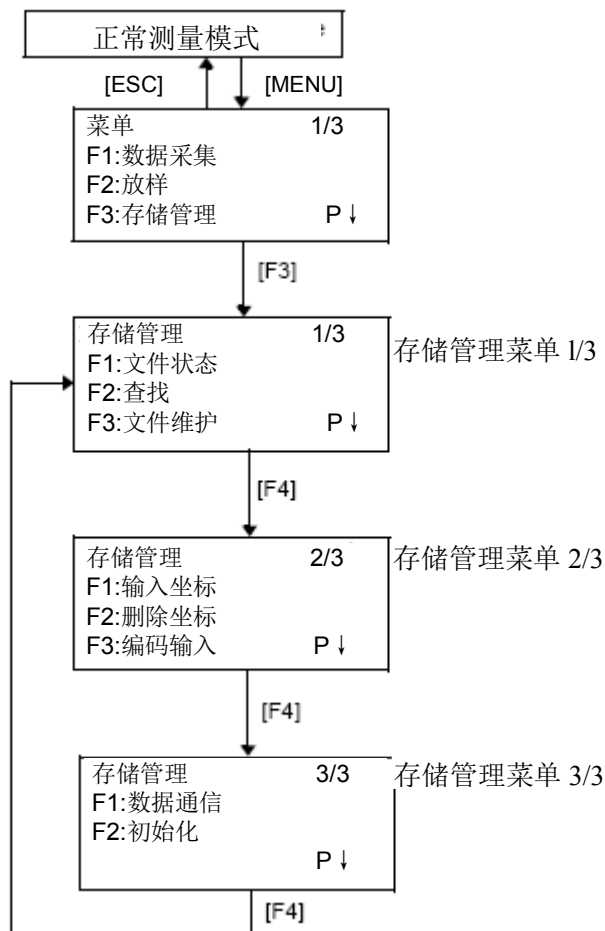 正常测量模式
[ESC] [MENU]
菜单 1/3
F1:数据采集
F2:放样
F3:存储管理 P↓
[F3]
存储管理 1/3 存储管理菜单 1/3
F1:文件状态
F2:查找
F3:文件维护 P↓
[F4]
存储管理 2/3 存储管理菜单 2/3
F1:输入坐标
F2:删除坐标
F3:编码输入 P↓
[F4]
存储管理 3/3 存储管理菜单 3/3
F1:数据通信
F2:初始化
P↓
[F4]